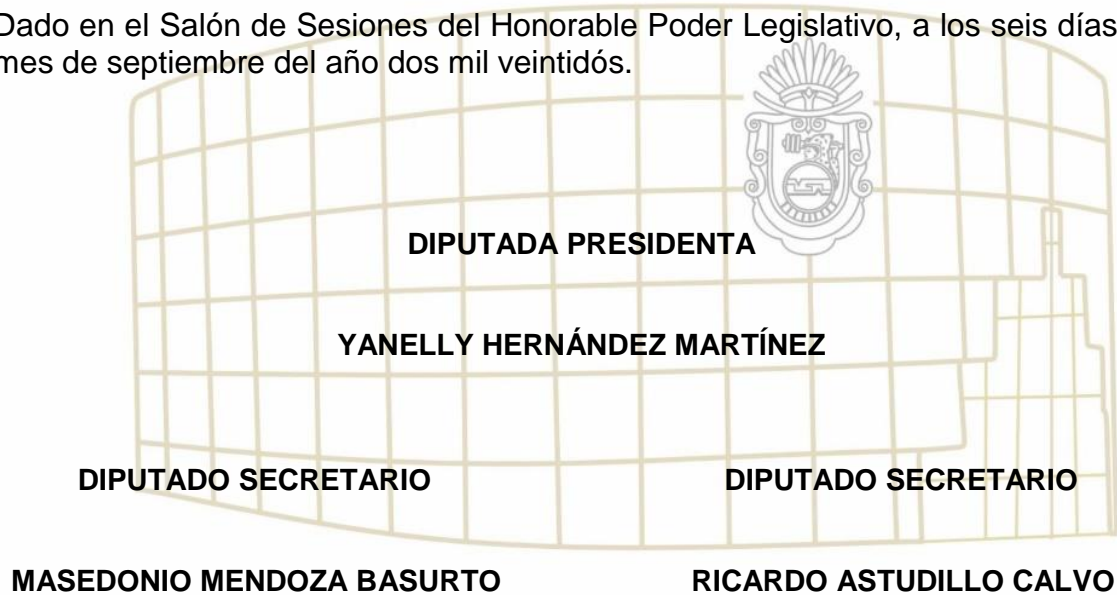 Dado en el Salón de Sesiones del Honorable Poder Legislativo, a los seis días
mes de septiembre del año dos mil veintidós.
DIPUTADA PRESIDENTA
YANELLY HERNÁNDEZ MARTÍNEZ
DIPUTADO SECRETARIO DIPUTADO SECRETARIO
MASEDONIO MENDOZA BASURTO RICARDO ASTUDILLO CALVO